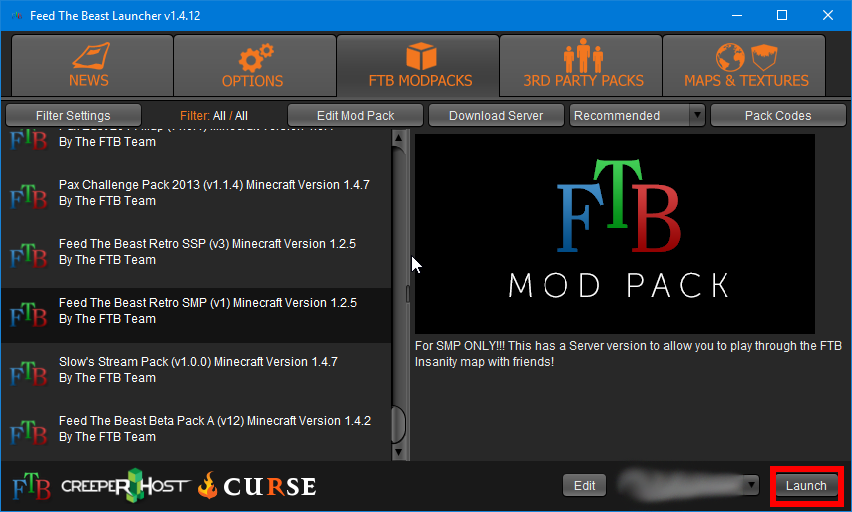 Feed The Beast Launcher v1.4.12
NEWS
OPTIONS
FTB MODPACKS
3RD PARTY PACKS
MAPS & TEXTURES
Filter Settings
Filter: All / All
Edit Mod Pack
Download Server
Recommended
Pack Codes
By The FTB Team
Pax Challenge Pack 2013 (v1.1.4) Minecraft Version 1.4.7
By The FTB Team
Feed The Beast Retro SSP (v3) Minecraft Version 1.2.5
By The FTB Team
Feed The Beast Retro SMP (v1) Minecraft Version 1.2.5
By The FTB Team
Slow's Stream Pack (v1.0.0) Minecraft Version 1.4.7
By The FTB Team
Feed The Beast Beta Pack A (v12) Minecraft Version 1.4.2
By The FTB Team
FTB
FTB
FTB
FTB
FTB
FTB
FTB
MOD PACK
For SMP ONLY!!! This has a Server version to allow you to play through the FTB
Insanity map with friends!
FTB
CREEPERHOST
CURSE
Edit
Launch